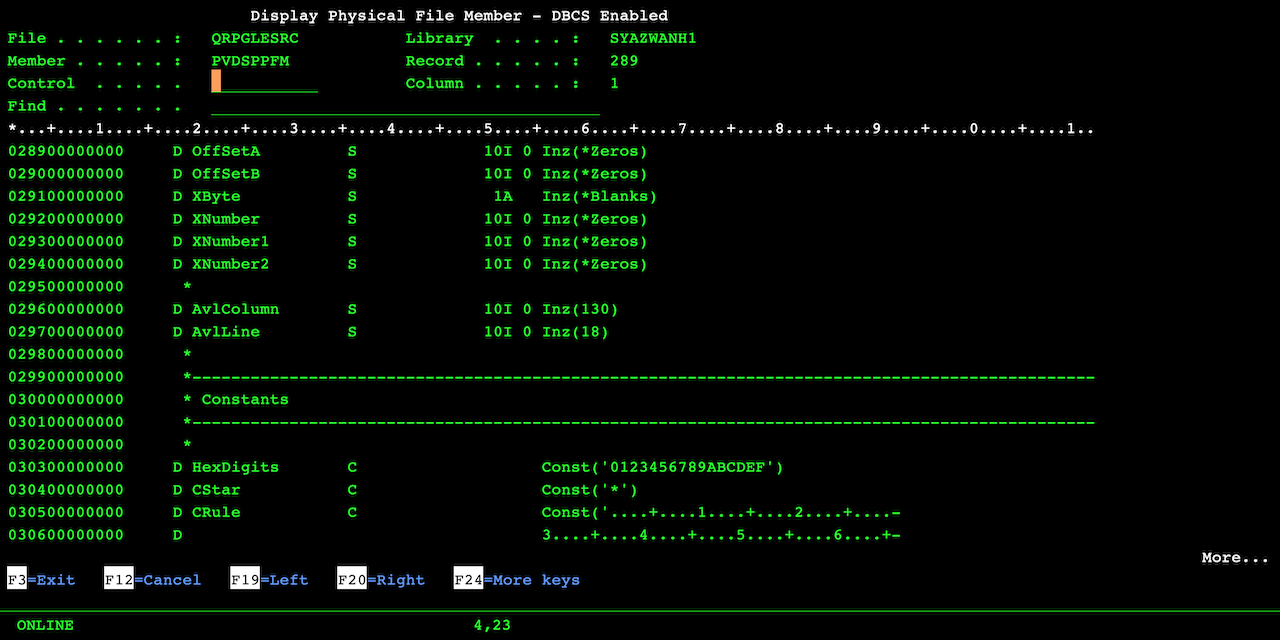 Display Physical File Member - DBCS Enabled
File . . . . . . :   QRPGLESRC           Library  . . . . :   SYAZWANH1
Member . . . . . :   PVDSPPFM            Record . . . . . :   289
Control  . . . . .                       Column . . . . . :   1
Find . . . . . . .
*...+....1....+....2....+....3....+....4....+....5....+....6....+....7....+....8....+....9....+....0....+....1..
028900000000     D OffSetA         S             10I 0 Inz(*Zeros)
029000000000     D OffSetB         S             10I 0 Inz(*Zeros)
029100000000     D XByte           S              1A   Inz(*Blanks)
029200000000     D XNumber         S             10I 0 Inz(*Zeros)
029300000000     D XNumber1        S             10I 0 Inz(*Zeros)
029400000000     D XNumber2        S             10I 0 Inz(*Zeros)
029500000000      *
029600000000     D AvlColumn       S             10I 0 Inz(130)
029700000000     D AvlLine         S             10I 0 Inz(18)
029800000000      *
029900000000      *---------------------------------------------------------------------------------------------
030000000000      * Constants
030100000000      *---------------------------------------------------------------------------------------------
030200000000      *
030300000000     D HexDigits       C                   Const('0123456789ABCDEF')
030400000000     D CStar           C                   Const('*')
030500000000     D CRule           C                   Const('....+....1....+....2....+....-
030600000000     D                                     3....+....4....+....5....+....6....+-
More...
F3=Exit   F12=Cancel   F19=Left   F20=Right   F24=More keys
ONLINE                                          4,23